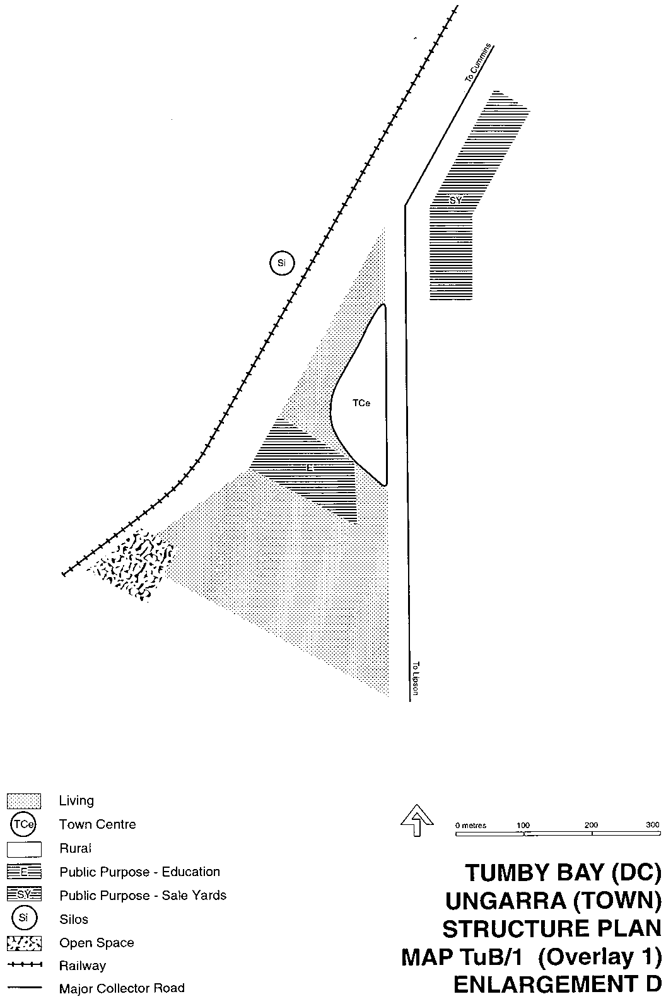 To Cummins
SY
Si
TCe
E
To Lipson
Living
TCe Town Centre
Rural
E Public Purpose - Education
SY Public Purpose - Sale Yards
Si Silos
Open Space
Railway
Major Collector Road
0 metres 100 200 300
TUMBY BAY (DC)
UNGARRA (TOWN)
STRUCTURE PLAN
MAP TuB/1 (Overlay 1)
ENLARGEMENT D